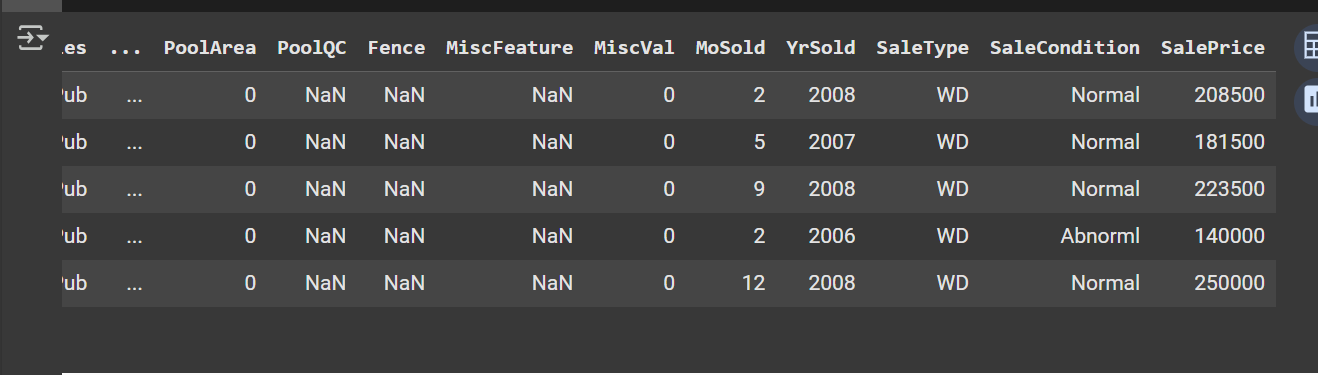 les ... PoolArea PoolQC Fence MiscFeature MiscVal MoSold YrSold SaleType SaleCondition SalePrice
Pub ... 0 NaN NaN NaN 0 2 2008 WD Normal 208500
Pub ... 0 NaN NaN NaN 0 5 2007 WD Normal 181500
Pub ... 0 NaN NaN NaN 0 9 2008 WD Normal 223500
Pub ... 0 NaN NaN NaN 0 2 2006 WD Abnorml 140000
Pub ... 0 NaN NaN NaN 0 12 2008 WD Normal 250000